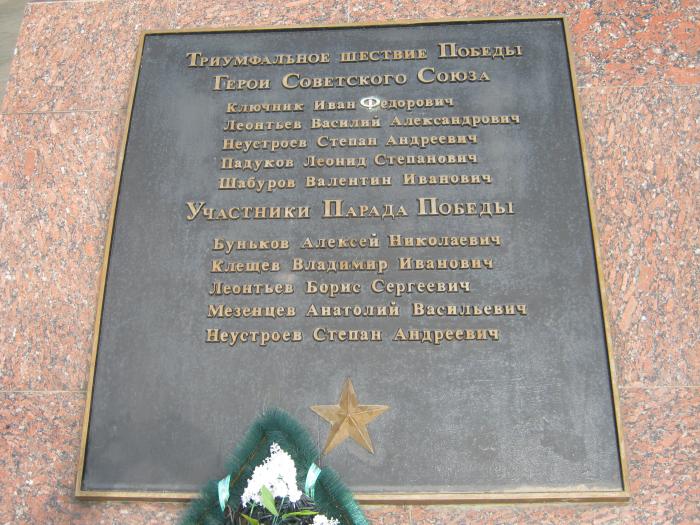 Триумфальное шествие Победы
Герои Советского Союза
Ключник Иван Федорович
Леонтьев Василий Александрович
Неустроев Степан Андреевич
Падуков Леонид Степанович
Шабуров Валентин Иванович
Участники Парада Победы
Буньков Алексей Николаевич
Клещев Владимир Иванович
Леонтьев Борис Сергеевич
Мезенцев Анатолий Васильевич
Неустроев Степан Андреевич